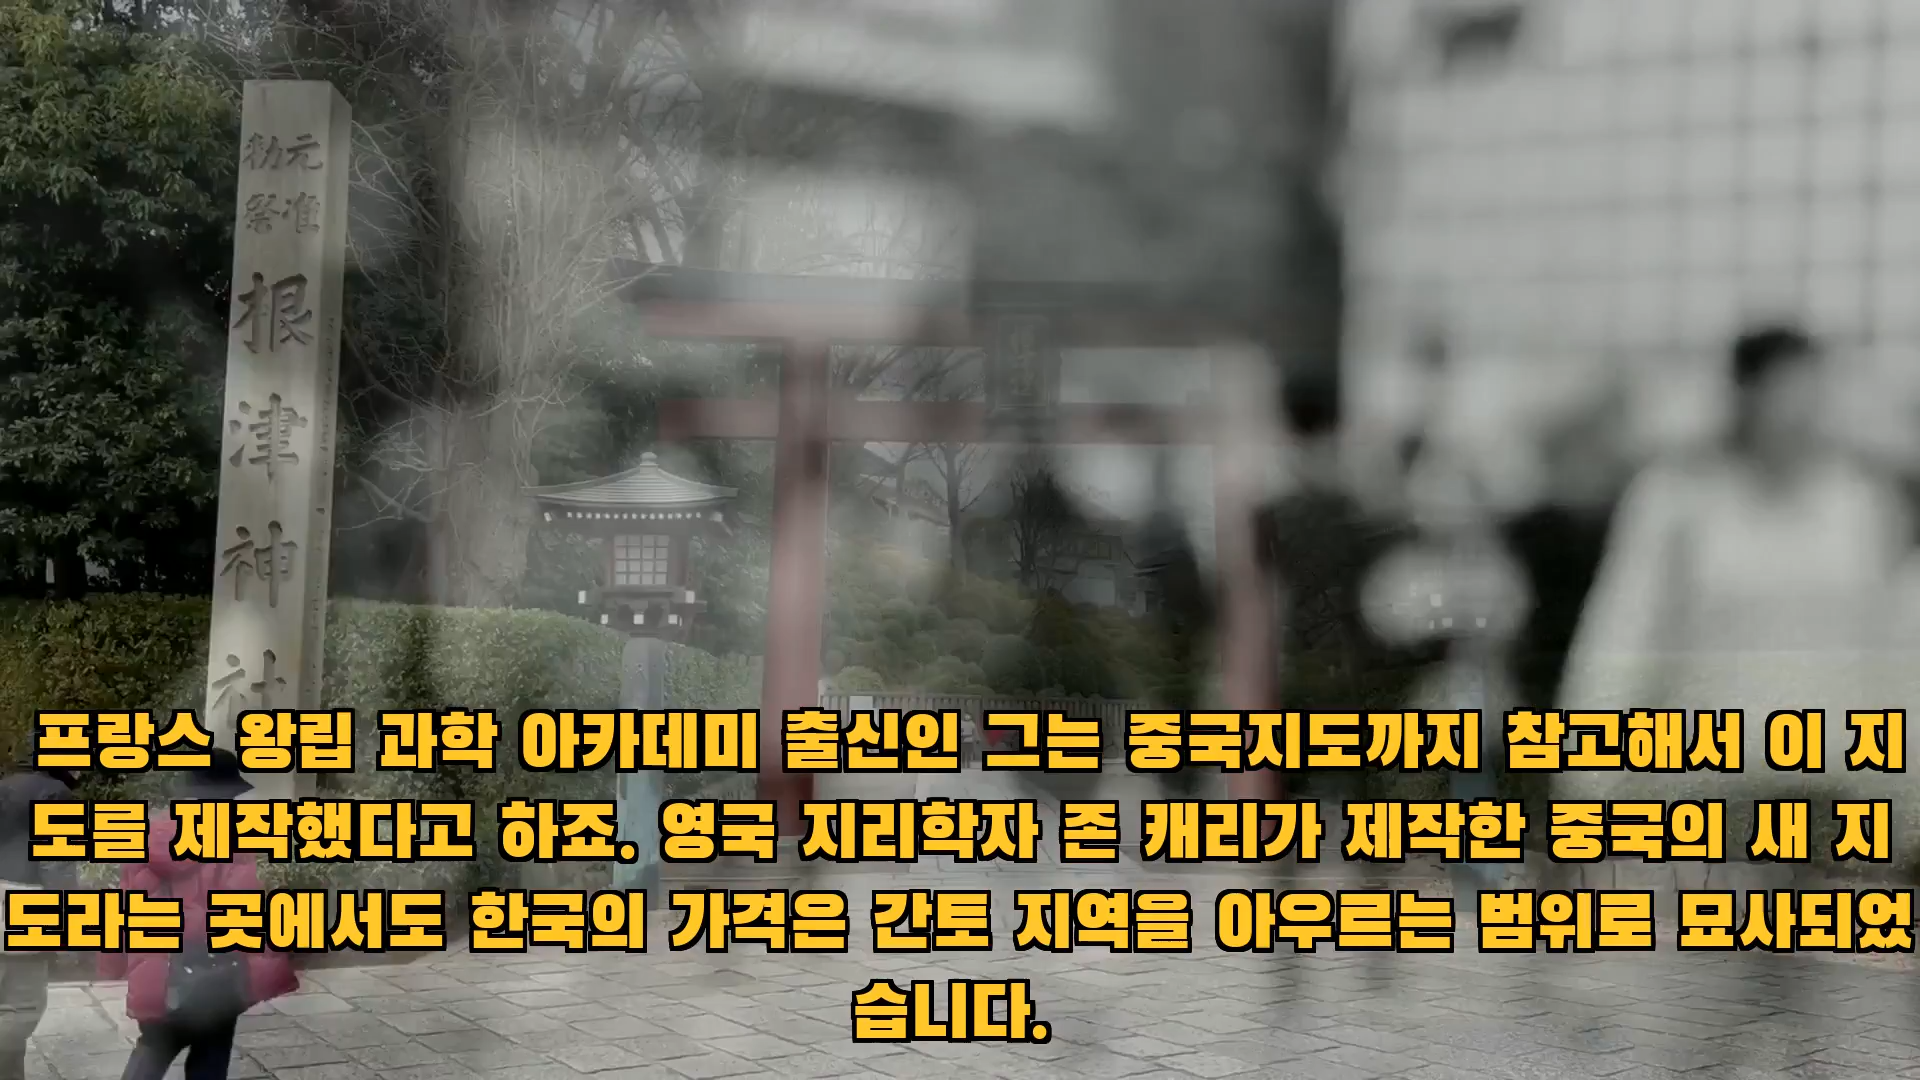 元准
勅祭
根津神社
프랑스 왕립 과학 아카데미 출신인 그는 중국지도까지 참고해서 이 지
도를 제작했다고 하죠. 영국 지리학자 존 캐리가 제작한 중국의 새 지
도라는 곳에서도 한국의 가격은 간토 지역을 아우르는 범위로 묘사되었
습니다.